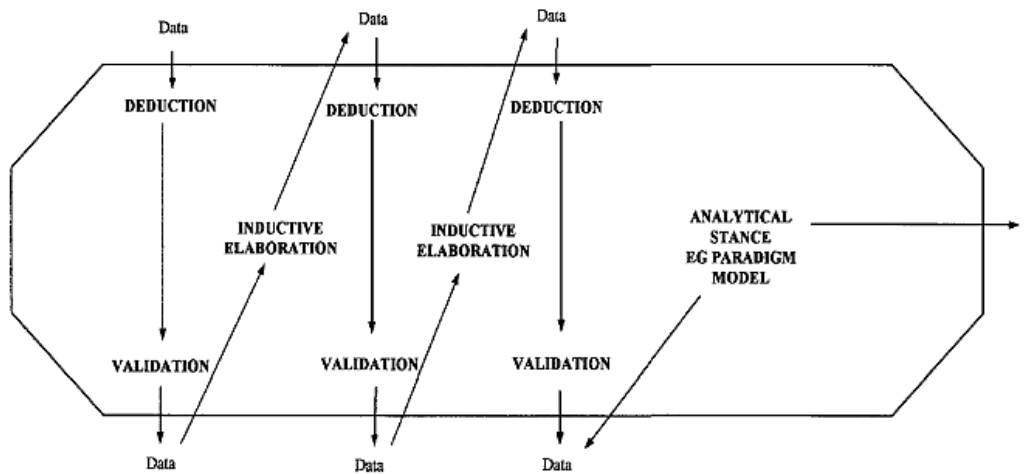 Data
Data
Data
DEDUCTION
DEDUCTION
DEDUCTION
INDUCTIVE
ELABORATION
INDUCTIVE
ELABORATION
ANALYTICAL
STANCE
EG PARADIGM
MODEL
VALIDATION
VALIDATION
VALIDATION
Data
Data
Data